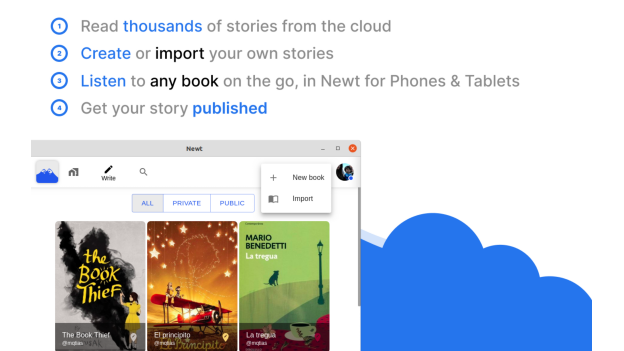 1 Read thousands of stories from the cloud
2 Create or import your own stories
3 Listen to any book on the go, in Newt for Phones & Tablets
4 Get your story published
Newt
Write
New book
Import
ALL PRIVATE PUBLIC
the Book Thief
MARIO BENEDETTI
La tregua
The Book Thief
@mqlias
El principito
@mqlias
La tregua
@mqlias
El Principito